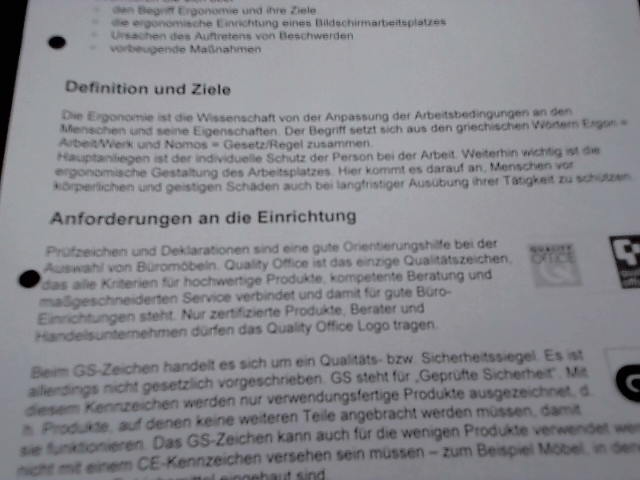 den Begriff Ergonomie und ihre Ziele
die ergonomische Einrichtung eines Bildschirmarbeitsplatzes
Ursachen des Auftretens von Beschwerden
vorbeugende Maßnahmen
Definition und Ziele
Die Ergonomie ist die Wissenschaft von der Anpassung der Arbeitsbedingungen an den
Menschen und seine Eigenschaften. Der Begriff setzt sich aus den griechischen Wörtern Ergon =
Arbeit/Werk und Nomos = Gesetz/Regel zusammen.
Hauptanliegen ist der individuelle Schutz der Person bei der Arbeit. Weiterhin wichtig ist die
ergonomische Gestaltung des Arbeitsplatzes. Hier kommt es darauf an, Menschen vor
körperlichen und geistigen Schäden auch bei langfristiger Ausübung ihrer Tätigkeit zu schützen.
Anforderungen an die Einrichtung
Prüfzeichen und Deklarationen sind eine gute Orientierungshilfe bei der
Auswahl von Büromöbeln. Quality Office ist das einzige Qualitätszeichen,
das alle Kriterien für hochwertige Produkte, kompetente Beratung und
maßgeschneiderten Service verbindet und damit für gute Büro-
Einrichtungen steht. Nur zertifizierte Produkte, Berater und
Handelsunternehmen dürfen das Quality Office Logo tragen.
QUALITY
OFFICE
Beim GS-Zeichen handelt es sich um ein Qualitäts- bzw. Sicherheitssiegel. Es ist
allerdings nicht gesetzlich vorgeschrieben. GS steht für „Geprüfte Sicherheit". Mit
diesem Kennzeichen werden nur verwendungsfertige Produkte ausgezeichnet, d.
h. Produkte, auf denen keine weiteren Teile angebracht werden müssen, damit
sie funktionieren. Das GS-Zeichen kann auch für die wenigen Produkte verwendet
nicht mit einem CE-Kennzeichen versehen sein müssen – zum Beispiel Möbel, in
eingebaut sind